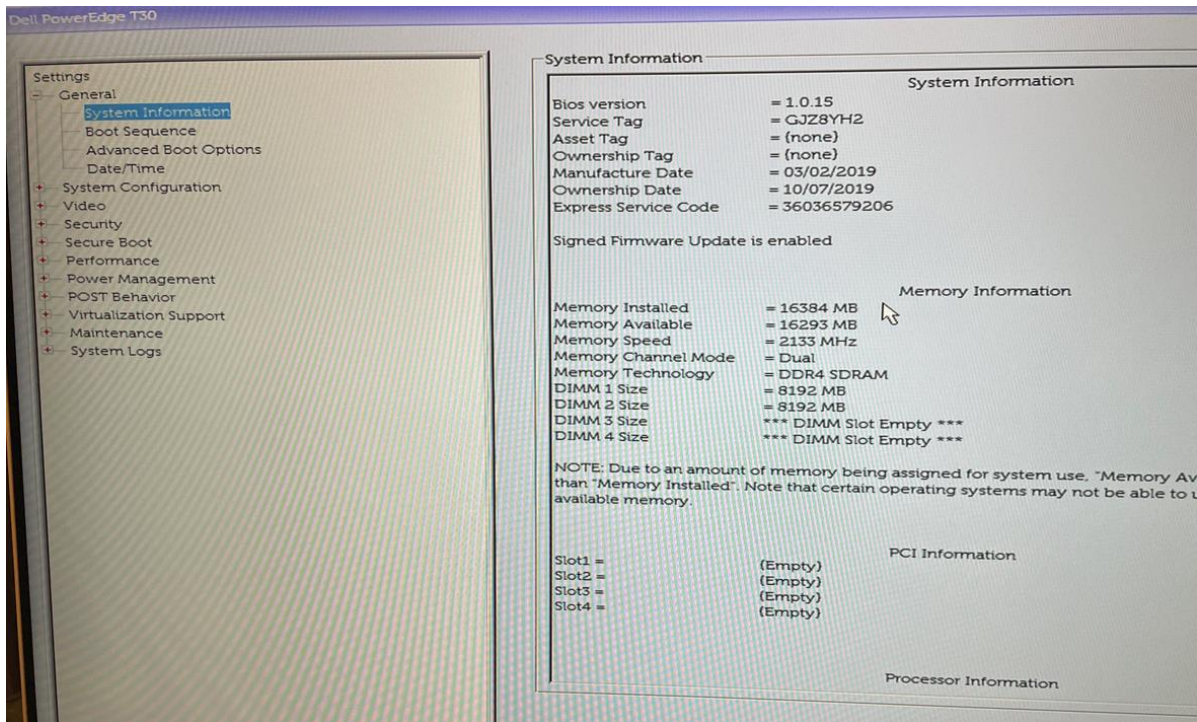 Dell PowerEdge T30
Settings
General
System Information
Boot Sequence
Advanced Boot Options
Date/Time
System Configuration
Video
Security
Secure Boot
Performance
Power Management
POST Behavior
Virtualization Support
Maintenance
System Logs
System Information
System Information
Bios version = 1.0.15
Service Tag = GJZ8YH2
Asset Tag = {none}
Ownership Tag = {none}
Manufacture Date = 03/02/2019
Ownership Date = 10/07/2019
Express Service Code = 36036579206
Signed Firmware Update is enabled
Memory Information
Memory Installed = 16384 MB
Memory Available = 16293 MB
Memory Speed = 2133 MHz
Memory Channel Mode = Dual
Memory Technology = DDR4 SDRAM
DIMM 1 Size = 8192 MB
DIMM 2 Size = 8192 MB
DIMM 3 Size *** DIMM Slot Empty ***
DIMM 4 Size *** DIMM Slot Empty ***
NOTE: Due to an amount of memory being assigned for system use, "Memory Av
than "Memory Installed". Note that certain operating systems may not be able to u
available memory.
PCI Information
Slot1 = {Empty}
Slot2 = {Empty}
Slot3 = {Empty}
Slot4 = {Empty}
Processor Information